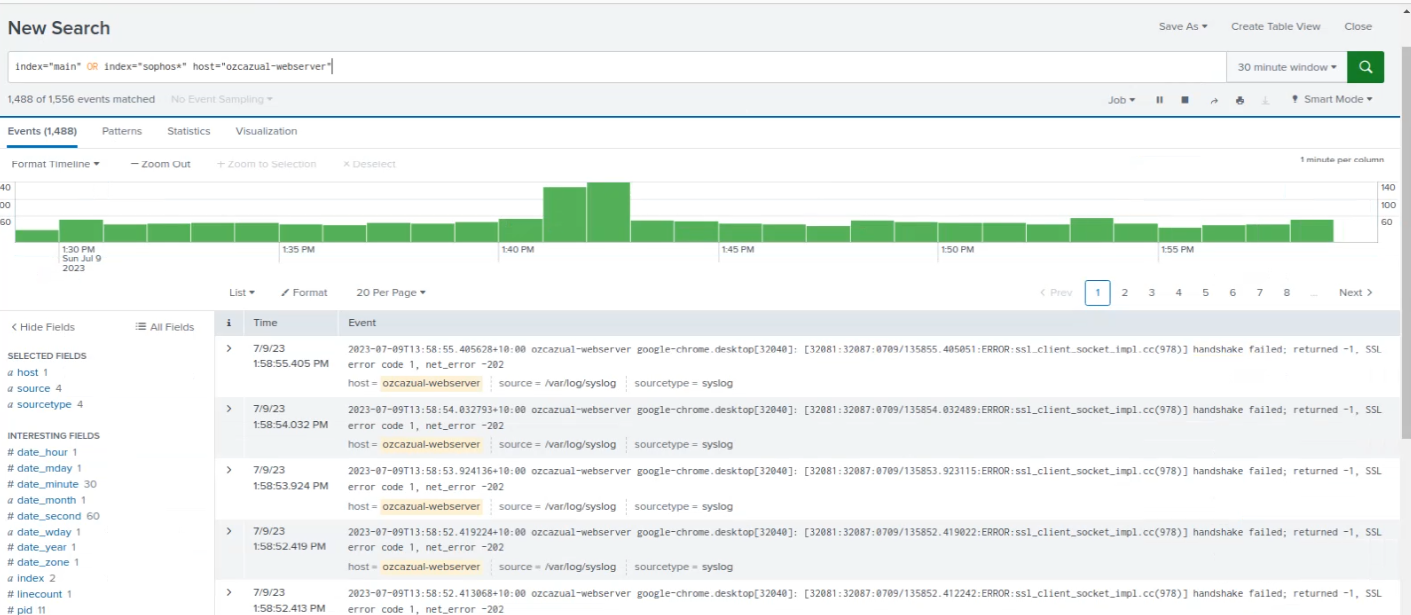 New Search
Save As Create Table View Close
index="main" OR index="sophos*" host="ozcazual-webserver"
30 minute window
1,488 of 1,556 events matched No Event Sampling
Job Smart Mode
Events (1,488) Patterns Statistics Visualization
Format Timeline — Zoom Out + Zoom to Selection × Deselect
1 minute per column
40 140
00 100
60 60
1:30 PM 1:35 PM 1:40 PM 1:45 PM 1:50 PM 1:55 PM
Sun Jul 9
2023
List Format 20 Per Page
< Prev 1 2 3 4 5 6 7 8 ... Next >
< Hide Fields All Fields
SELECTED FIELDS
a host 1
a source 4
a sourcetype 4
INTERESTING FIELDS
# date_hour 1
# date_mday 1
# date_minute 30
a date_month 1
# date_second 60
a date_wday 1
# date_year 1
# date_zone 1
a index 2
# linecount 1
# pid 11
i Time Event
> 7/9/23 2023-07-09T13:58:55.405628+10:00 ozcazual-webserver google-chrome.desktop[32040]: [32081:32087:0709/135855.405051:ERROR:ssl_client_socket_impl.cc(978)] handshake failed; returned -1, SSL
1:58:55.405 PM error code 1, net_error -202
host = ozcazual-webserver source = /var/log/syslog sourcetype = syslog
> 7/9/23 2023-07-09T13:58:54.032793+10:00 ozcazual-webserver google-chrome.desktop[32040]: [32081:32087:0709/135854.032489:ERROR:ssl_client_socket_impl.cc(978)] handshake failed; returned -1, SSL
1:58:54.032 PM error code 1, net_error -202
host = ozcazual-webserver source = /var/log/syslog sourcetype = syslog
> 7/9/23 2023-07-09T13:58:53.924136+10:00 ozcazual-webserver google-chrome.desktop[32040]: [32081:32087:0709/135853.923115:ERROR:ssl_client_socket_impl.cc(978)] handshake failed; returned -1, SSL
1:58:53.924 PM error code 1, net_error -202
host = ozcazual-webserver source = /var/log/syslog sourcetype = syslog
> 7/9/23 2023-07-09T13:58:52.419224+10:00 ozcazual-webserver google-chrome.desktop[32040]: [32081:32087:0709/135852.419022:ERROR:ssl_client_socket_impl.cc(978)] handshake failed; returned -1, SSL
1:58:52.419 PM error code 1, net_error -202
host = ozcazual-webserver source = /var/log/syslog sourcetype = syslog
> 7/9/23 2023-07-09T13:58:52.413068+10:00 ozcazual-webserver google-chrome.desktop[32040]: [32081:32087:0709/135852.412242:ERROR:ssl_client_socket_impl.cc(978)] handshake failed; returned -1, SSL
1:58:52.413 PM error code 1, net_error -202